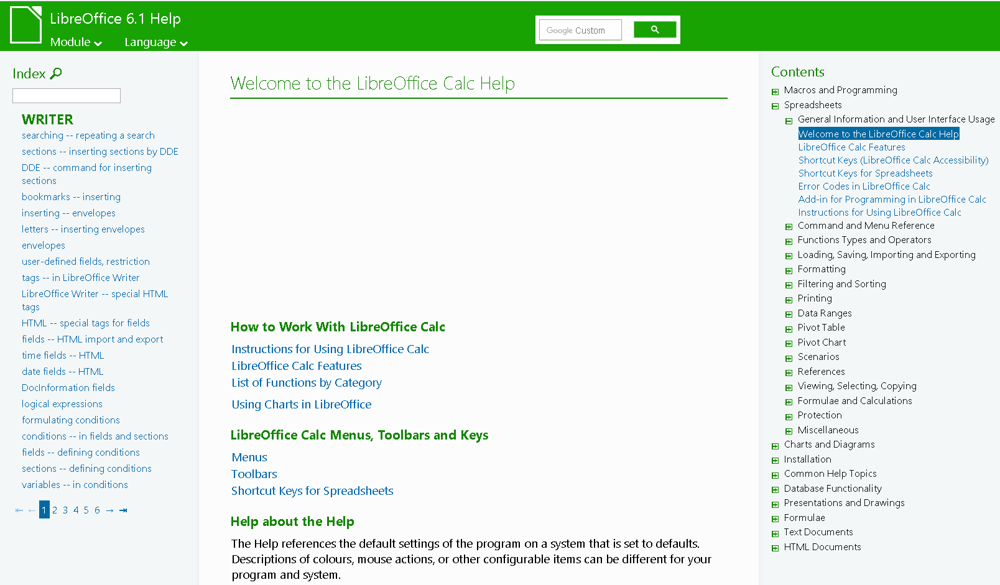 LibreOffice 6.1 Help
Module
Language
Google Custom
Index
WRITER
searching -- repeating a search
sections -- inserting sections by DDE
DDE -- command for inserting
sections
bookmarks -- inserting
inserting -- envelopes
letters -- inserting envelopes
envelopes
user-defined fields, restriction
tags -- in LibreOffice Writer
LibreOffice Writer -- special HTML
tags
HTML -- special tags for fields
fields -- HTML import and export
time fields -- HTML
date fields -- HTML
DocInformation fields
logical expressions
formulating conditions
conditions -- in fields and sections
fields -- defining conditions
sections -- defining conditions
variables -- in conditions
⇤ ← 1 2 3 4 5 6 → ⇥
Welcome to the LibreOffice Calc Help
How to Work With LibreOffice Calc
Instructions for Using LibreOffice Calc
LibreOffice Calc Features
List of Functions by Category
Using Charts in LibreOffice
LibreOffice Calc Menus, Toolbars and Keys
Menus
Toolbars
Shortcut Keys for Spreadsheets
Help about the Help
The Help references the default settings of the program on a system that is set to defaults.
Descriptions of colours, mouse actions, or other configurable items can be different for your
program and system.
Contents
Macros and Programming
Spreadsheets
General Information and User Interface Usage
Welcome to the LibreOffice Calc Help
LibreOffice Calc Features
Shortcut Keys (LibreOffice Calc Accessibility)
Shortcut Keys for Spreadsheets
Error Codes in LibreOffice Calc
Add-in for Programming in LibreOffice Calc
Instructions for Using LibreOffice Calc
Command and Menu Reference
Functions Types and Operators
Loading, Saving, Importing and Exporting
Formatting
Filtering and Sorting
Printing
Data Ranges
Pivot Table
Pivot Chart
Scenarios
References
Viewing, Selecting, Copying
Formulae and Calculations
Protection
Miscellaneous
Charts and Diagrams
Installation
Common Help Topics
Database Functionality
Presentations and Drawings
Formulae
Text Documents
HTML Documents